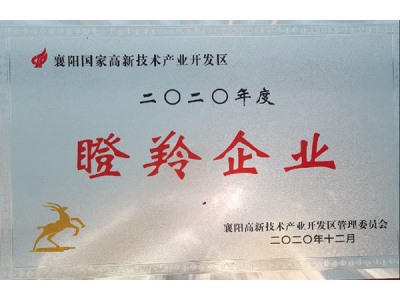 襄阳国家高新技术产业开发区
二〇二〇年度
瞪羚企业
襄阳高新技术产业开发区管理委员会
二〇二〇年十二月